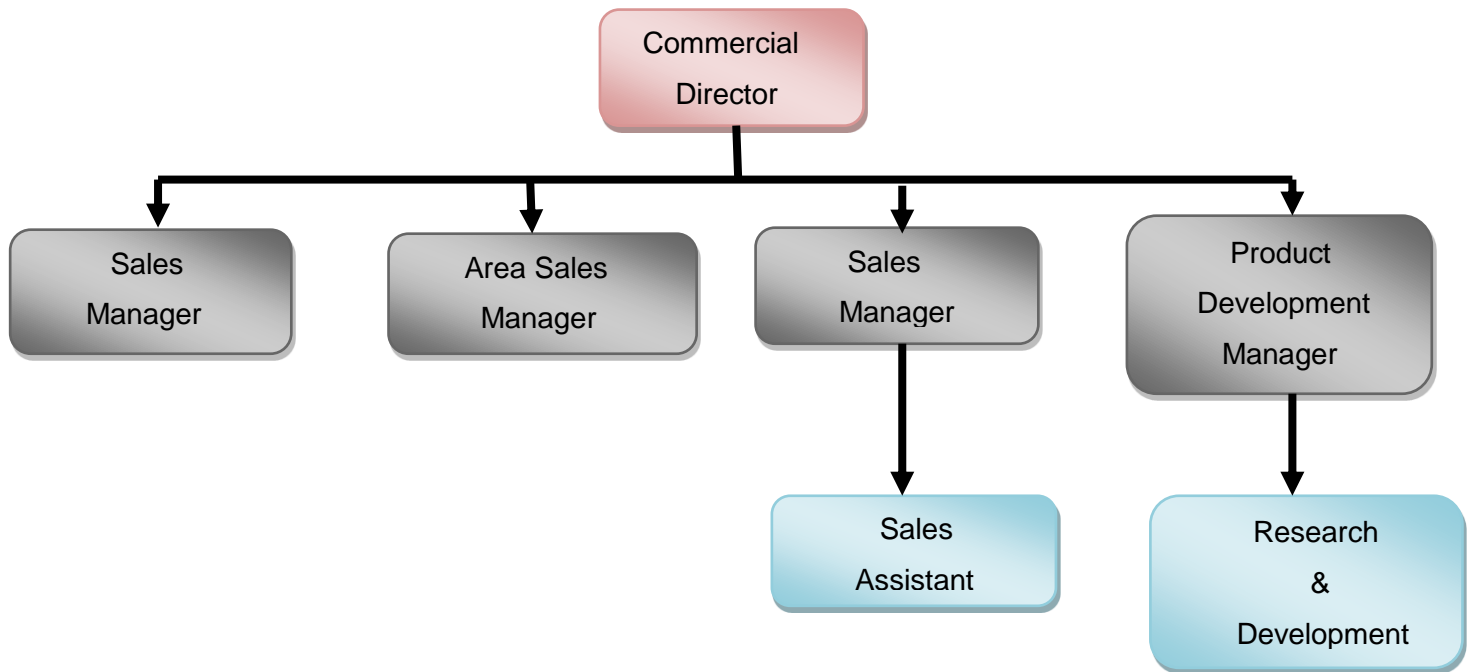 Commercial
Director
Sales
Manager
Area Sales
Manager
Sales
Manager
Product
Development
Manager
Sales
Assistant
Research
&
Development